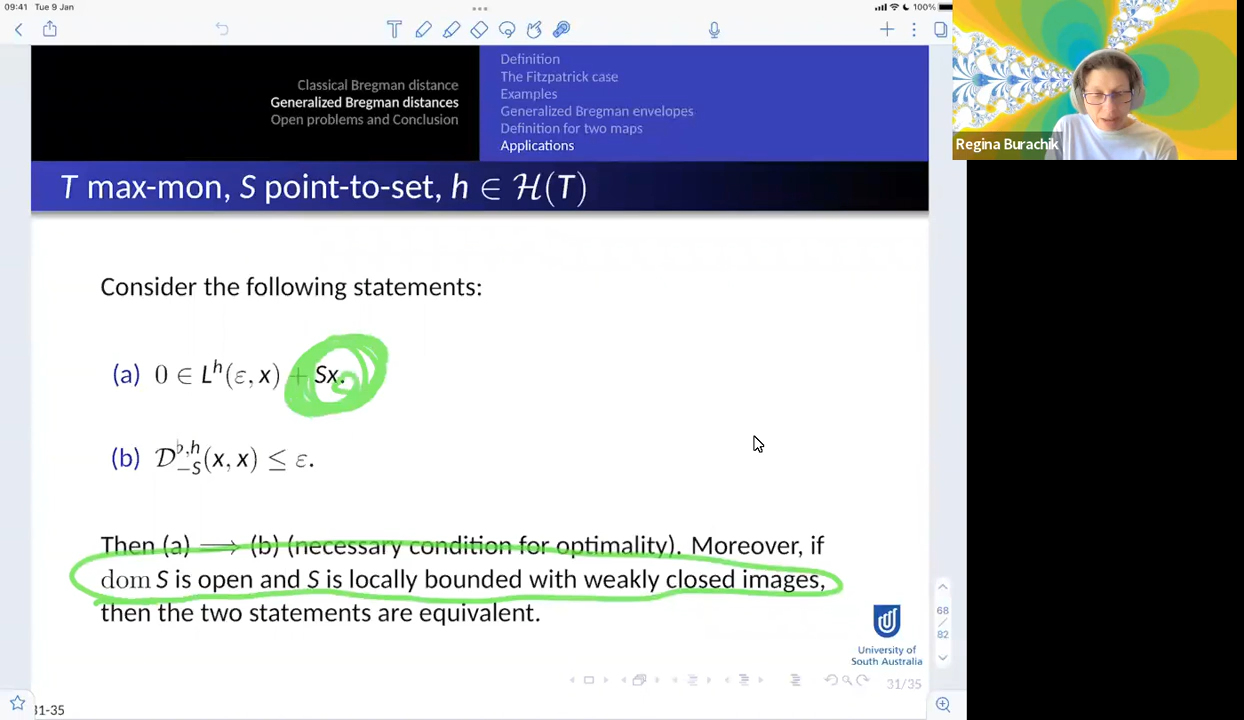 09:41 Tue 9 Jan
100%
Classical Bregman distance
Generalized Bregman distances
Open problems and Conclusion
Definition
The Fitzpatrick case
Examples
Generalized Bregman envelopes
Definition for two maps
Applications
Regina Burachik
T max-mon, S point-to-set, h ∈ ℋ(T)
Consider the following statements:
(a) 0 ∈ Lʰ(ε, x) + Sx.
(b) 𝒟₋S^{♭,h}(x, x) ≤ ε.
Then (a) ⟹ (b) (necessary condition for optimality). Moreover, if
dom S is open and S is locally bounded with weakly closed images,
then the two statements are equivalent.
University of
South Australia
31/35
68
/
82
31-35